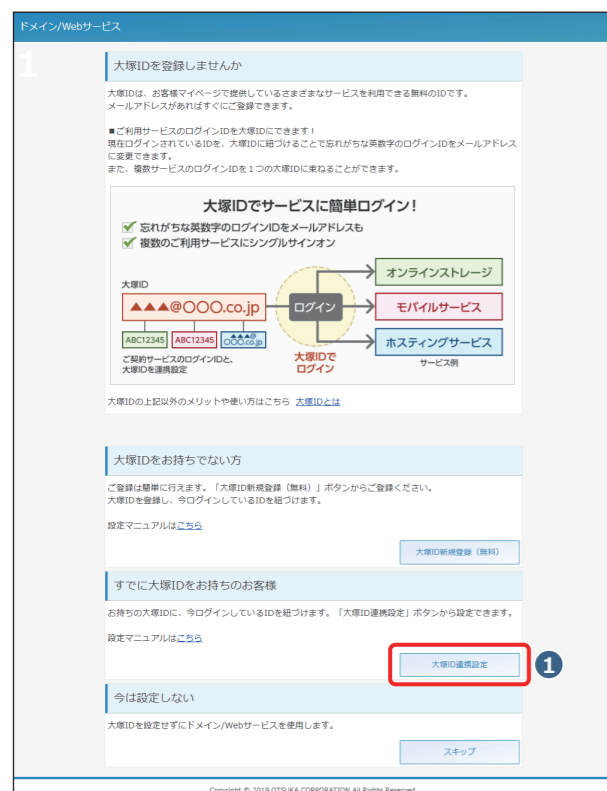 ドメイン/Webサービス
1
大塚IDを登録しませんか
大塚IDは、お客様マイページで提供しているさまざまなサービスを利用できる無料のIDです。
メールアドレスがあればすぐにご登録できます。
■ご利用サービスのログインIDを大塚IDにできます！
現在ログインされているIDを、大塚IDに紐づけることで忘れがちな英数字のログインIDをメールアドレス
に変更できます。
また、複数サービスのログインIDを１つの大塚IDに束ねることができます。
大塚IDでサービスに簡単ログイン！
忘れがちな英数字のログインIDをメールアドレスも
複数のご利用サービスにシングルサインオン
大塚ID
▲▲▲@〇〇〇.co.jp
ABC12345
ABC12345
▲▲▲@
〇〇〇.co.jp
ご契約サービスのログインIDと、
大塚IDを連携設定
ログイン
大塚IDで
ログイン
オンラインストレージ
モバイルサービス
ホスティングサービス
サービス例
大塚IDの上記以外のメリットや使い方はこちら 大塚IDとは
大塚IDをお持ちでない方
ご登録は簡単に行えます。「大塚ID新規登録（無料）」ボタンからご登録ください。
大塚IDを登録し、今ログインしているIDを紐づけます。
設定マニュアルはこちら
大塚ID新規登録（無料）
すでに大塚IDをお持ちのお客様
お持ちの大塚IDに、今ログインしているIDを紐づけます。「大塚ID連携設定」ボタンから設定できます。
設定マニュアルはこちら
大塚ID連携設定
1
今は設定しない
大塚IDを設定せずにドメイン/Webサービスを使用します。
スキップ
Copyright © 2019 OTSUKA CORPORATION All Rights Reserved.